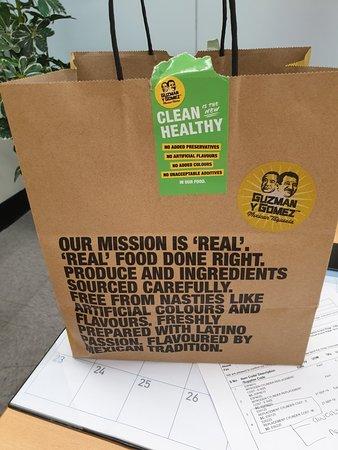 GUZMAN
Y GOMEZ
CLEAN IS THE NEW
HEALTHY
NO ADDED PRESERVATIVES
NO ARTIFICIAL FLAVOURS
NO ADDED COLOURS
NO UNACCEPTABLE ADDITIVES
IN OUR FOOD.
GUZMAN
Y GOMEZ
Mexican Taqueria
OUR MISSION IS 'REAL'.
'REAL' FOOD DONE RIGHT.
PRODUCE AND INGREDIENTS
SOURCED CAREFULLY.
FREE FROM NASTIES LIKE
ARTIFICIAL COLOURS AND
FLAVOURS. FRESHLY
PREPARED WITH LATINO
PASSION. FLAVOURED BY
MEXICAN TRADITION.
23
24
25
26